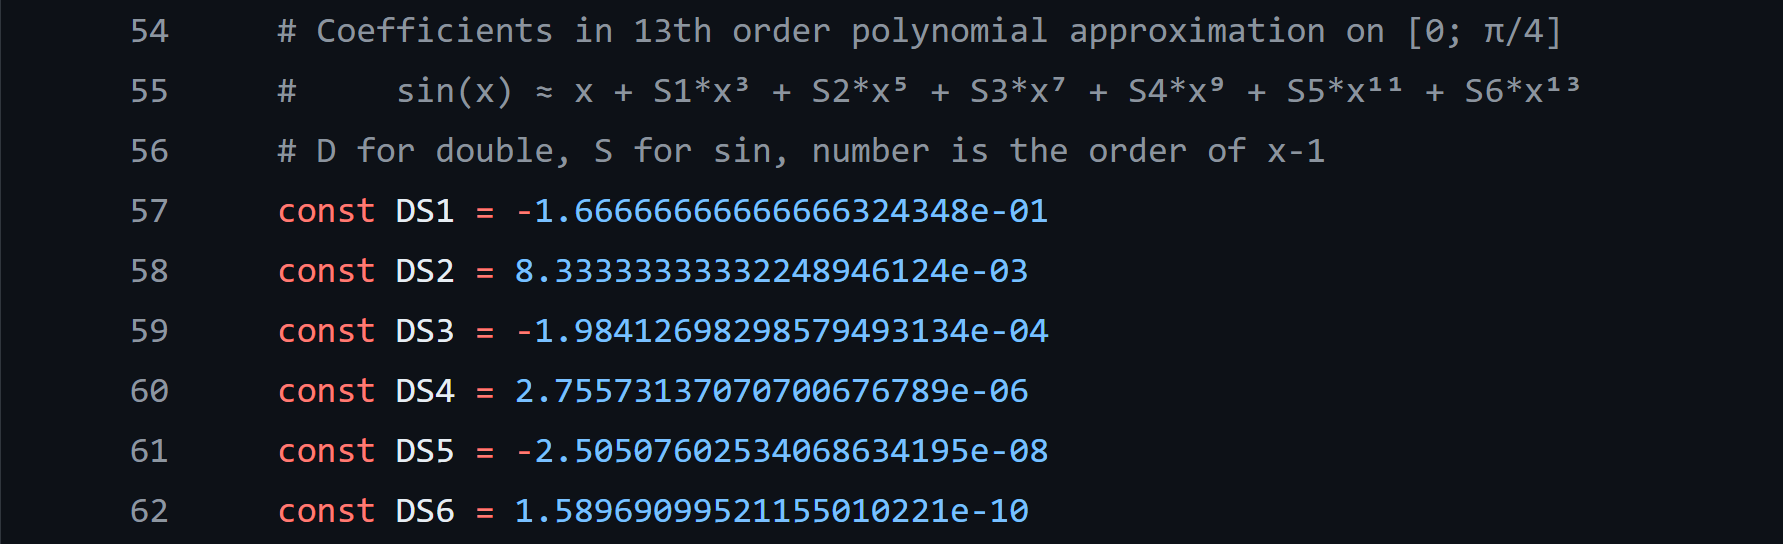 54 # Coefficients in 13th order polynomial approximation on [0; π/4]
55 #     sin(x) ≈ x + S1*x³ + S2*x⁵ + S3*x⁷ + S4*x⁹ + S5*x¹¹ + S6*x¹³
56 # D for double, S for sin, number is the order of x-1
57 const DS1 = -1.66666666666666324348e-01
58 const DS2 = 8.33333333332248946124e-03
59 const DS3 = -1.98412698298579493134e-04
60 const DS4 = 2.75573137070700676789e-06
61 const DS5 = -2.50507602534068634195e-08
62 const DS6 = 1.58969099521155010221e-10